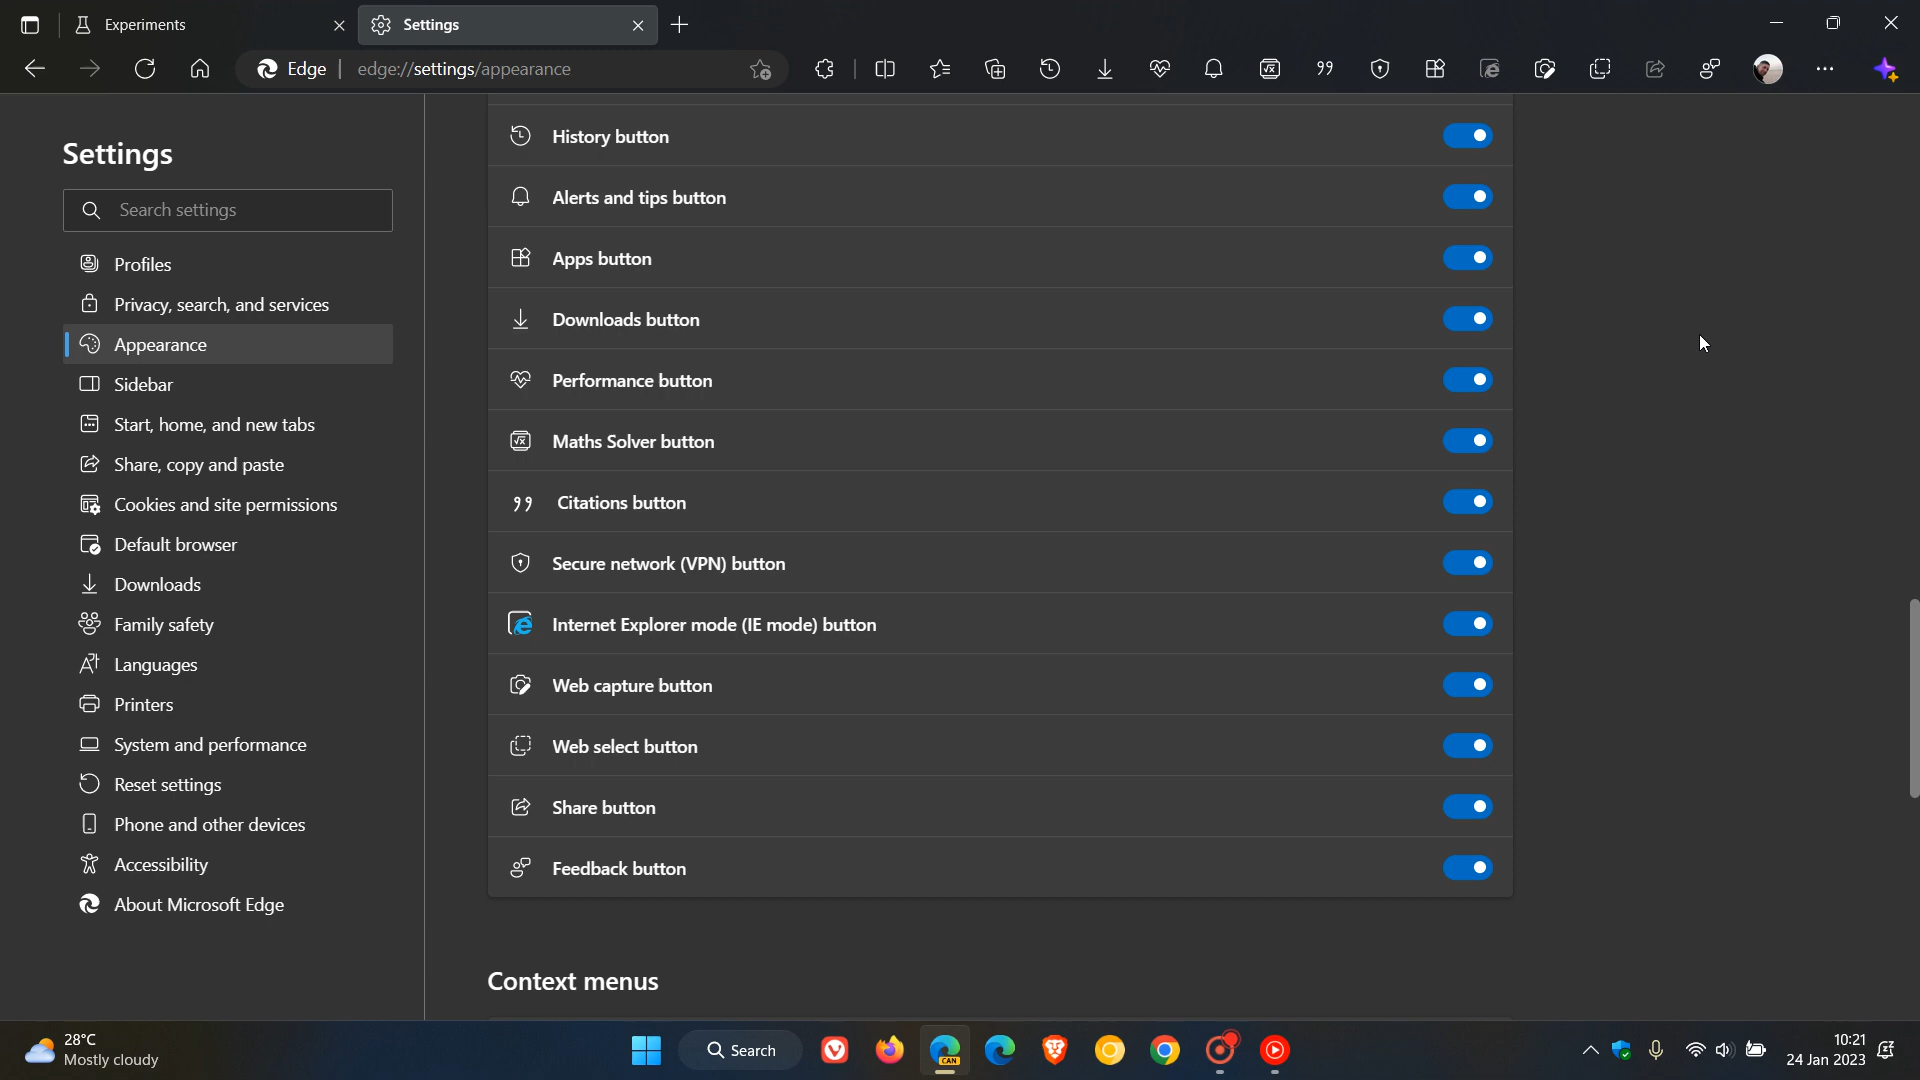 Experiments
Settings
Edge
edge://settings/appearance
Settings
Search settings
Profiles
Privacy, search, and services
Appearance
Sidebar
Start, home, and new tabs
Share, copy and paste
Cookies and site permissions
Default browser
Downloads
Family safety
Languages
Printers
System and performance
Reset settings
Phone and other devices
Accessibility
About Microsoft Edge
History button
Alerts and tips button
Apps button
Downloads button
Performance button
Maths Solver button
Citations button
Secure network (VPN) button
Internet Explorer mode (IE mode) button
Web capture button
Web select button
Share button
Feedback button
Context menus
28°C
Mostly cloudy
Search
CAN
10:21
24 Jan 2023